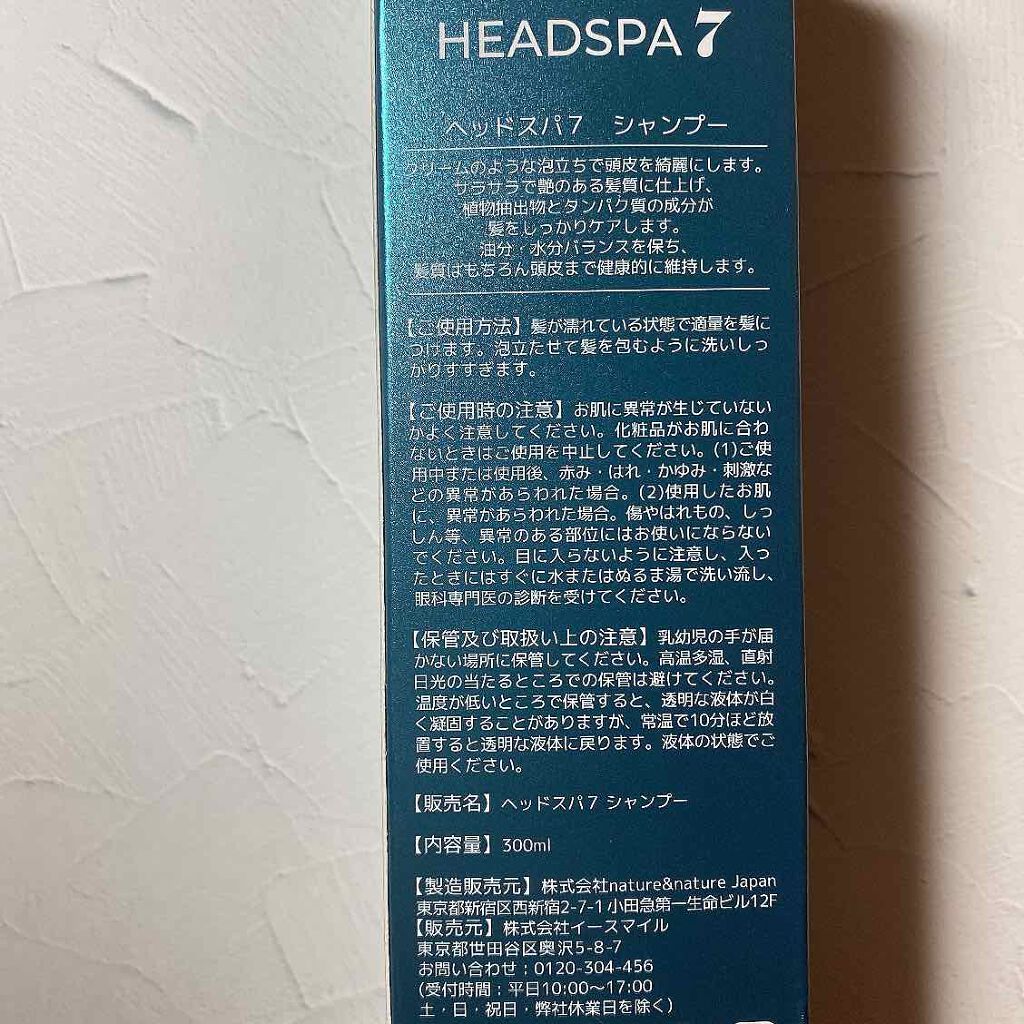 HEADSPA 7
ヘッドスパ7 シャンプー
クリームのような泡立ちで頭皮を綺麗にします。
サラサラで艶のある髪質に仕上げ、
植物抽出物とタンパク質の成分が
髪をしっかりケアします。
油分・水分バランスを保ち、
髪質はもちろん頭皮まで健康的に維持します。
【ご使用方法】髪が濡れている状態で適量を髪に
つけます。泡立たせて髪を包むように洗いしっ
かりすすぎます。
【ご使用時の注意】お肌に異常が生じていない
かよく注意してください。化粧品がお肌に合わ
ないときはご使用を中止してください。(1)ご使
用中または使用後、赤み・はれ・かゆみ・刺激な
どの異常があらわれた場合。(2)使用したお肌
に、異常があらわれた場合。傷やはれもの、しっ
しん等、異常のある部位にはお使いにならない
でください。目に入らないように注意し、入っ
たときにはすぐに水またはぬるま湯で洗い流し、
眼科専門医の診断を受けてください。
【保管及び取扱い上の注意】乳幼児の手が届
かない場所に保管してください。高温多湿、直射
日光の当たるところでの保管は避けてください。
温度が低いところで保管すると、透明な液体が白
く凝固することがありますが、常温で10分ほど放
置すると透明な液体に戻ります。液体の状態でご
使用ください。
【販売名】ヘッドスパ7 シャンプー
【内容量】300ml
【製造販売元】株式会社nature&nature Japan
東京都新宿区西新宿2-7-1 小田急第一生命ビル12F
【販売元】株式会社イースマイル
東京都世田谷区奥沢5-8-7
お問い合わせ：0120-304-456
(受付時間：平日10:00〜17:00
土・日・祝日・弊社休業日を除く)